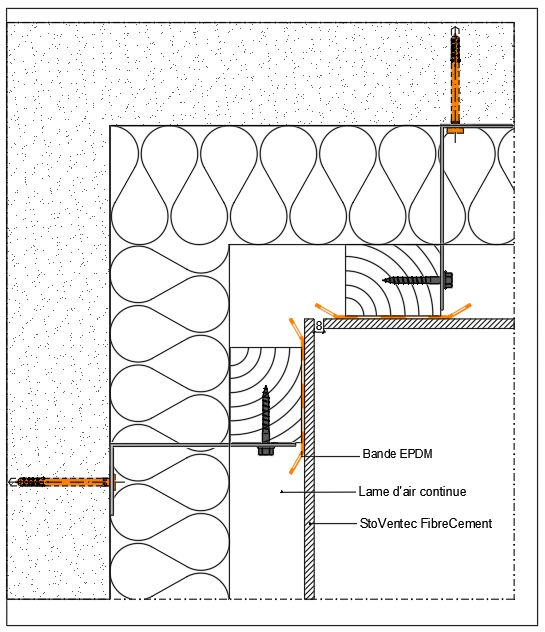 8
Bande EPDM
Lame d'air continue
StoVentec FibreCement